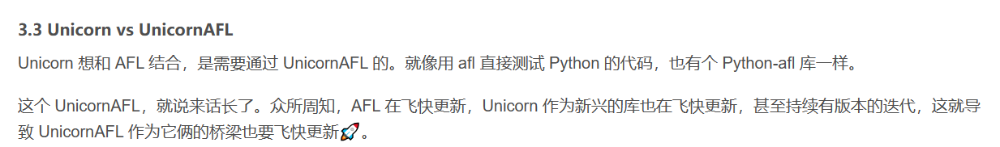 3.3 Unicorn vs UnicornAFL
Unicorn 想和 AFL 结合，是需要通过 UnicornAFL 的。就像用 afl 直接测试 Python 的代码，也有个 Python-afl 库一样。
这个 UnicornAFL，就说来话长了。众所周知，AFL 在飞快更新，Unicorn 作为新兴的库也在飞快更新，甚至持续有版本的迭代，这就导
致 UnicornAFL 作为它俩的桥梁也要飞快更新🚀。